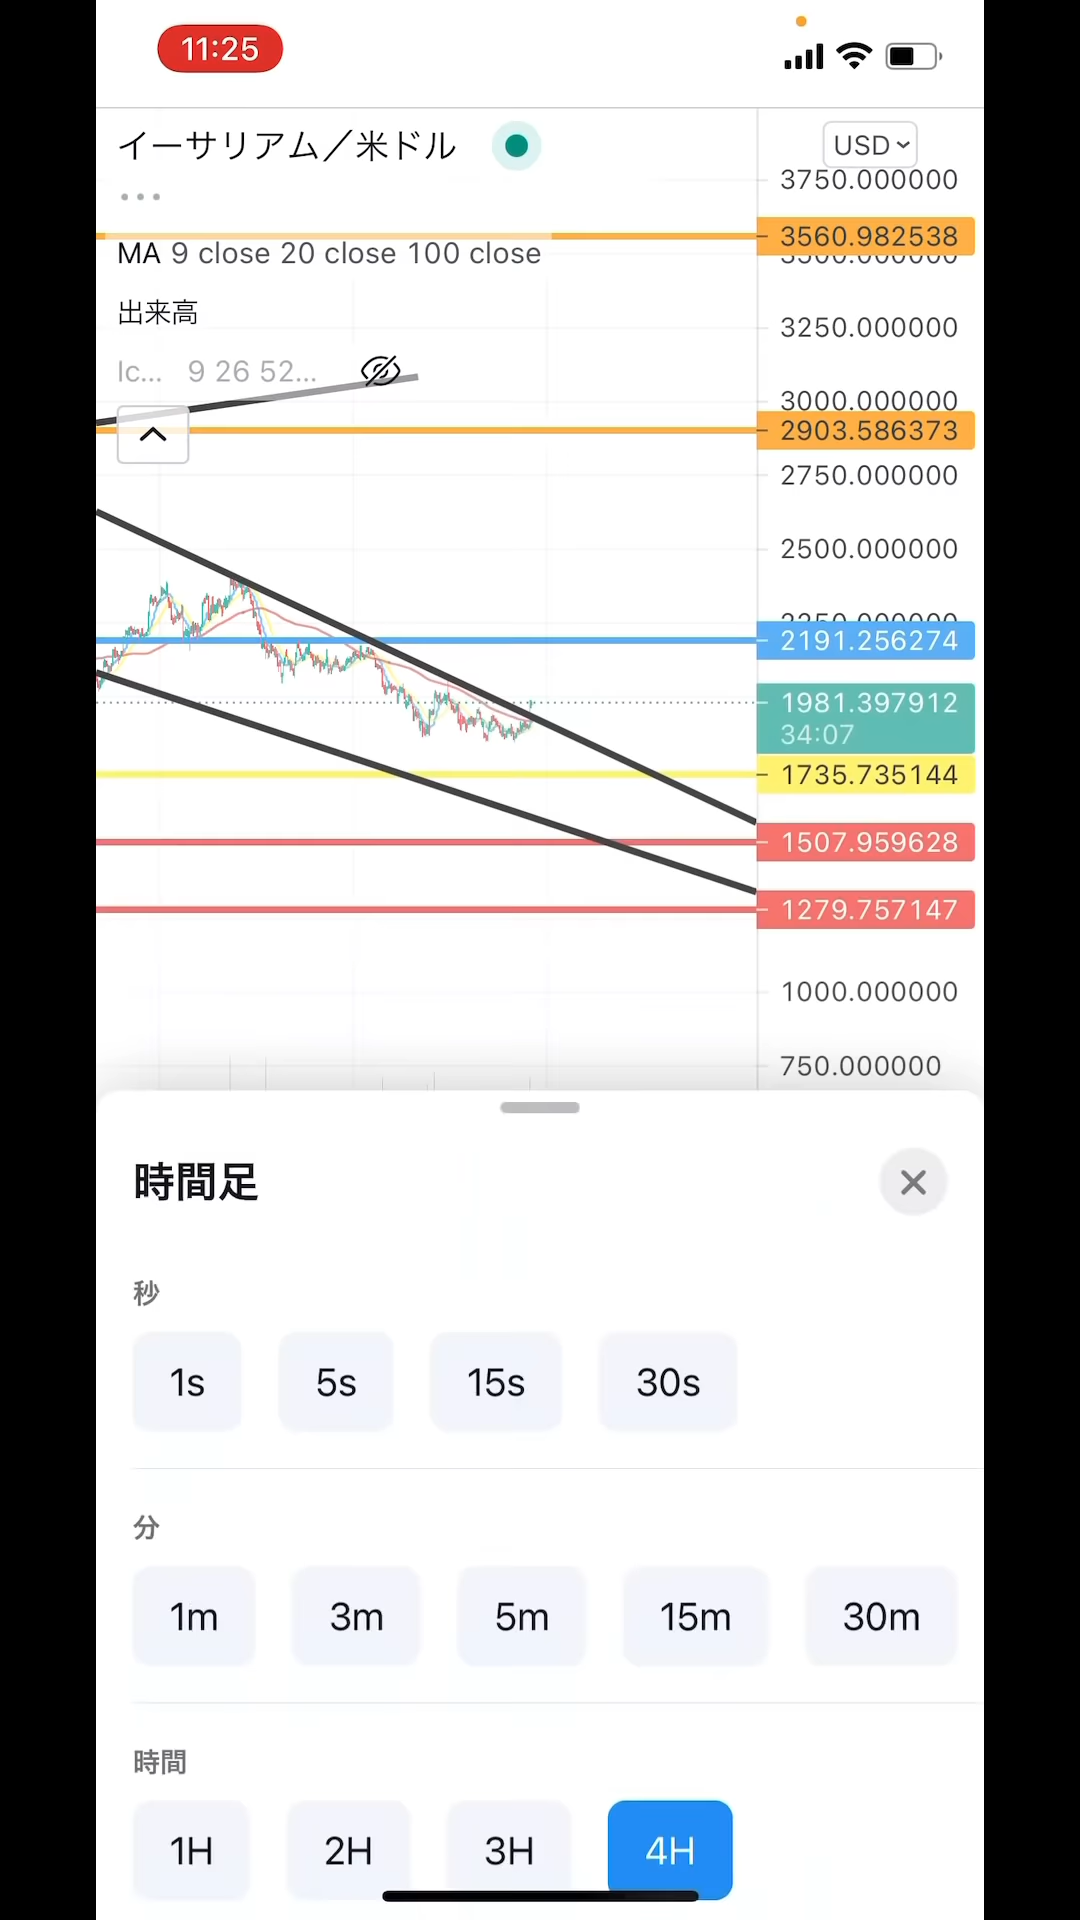 11:25
イーサリアム／米ドル
USD
3750.000000
3560.982538
MA 9 close 20 close 100 close
3500.000000
出来高
3250.000000
Ic... 9 26 52...
3000.000000
2903.586373
2750.000000
2500.000000
2250.000000
2191.256274
1981.397912
34:07
1735.735144
1507.959628
1279.757147
1000.000000
750.000000
時間足
秒
1s 5s 15s 30s
分
1m 3m 5m 15m 30m
時間
1H 2H 3H 4H